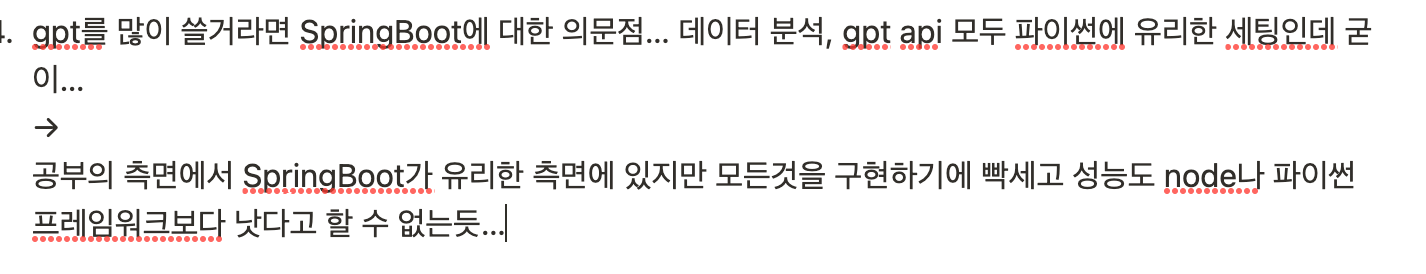 4. gpt를 많이 쓸거라면 SpringBoot에 대한 의문점... 데이터 분석, gpt api 모두 파이썬에 유리한 세팅인데 굳
이...
→
공부의 측면에서 SpringBoot가 유리한 측면에 있지만 모든것을 구현하기에 빡세고 성능도 node나 파이썬
프레임워크보다 낫다고 할 수 없는듯...